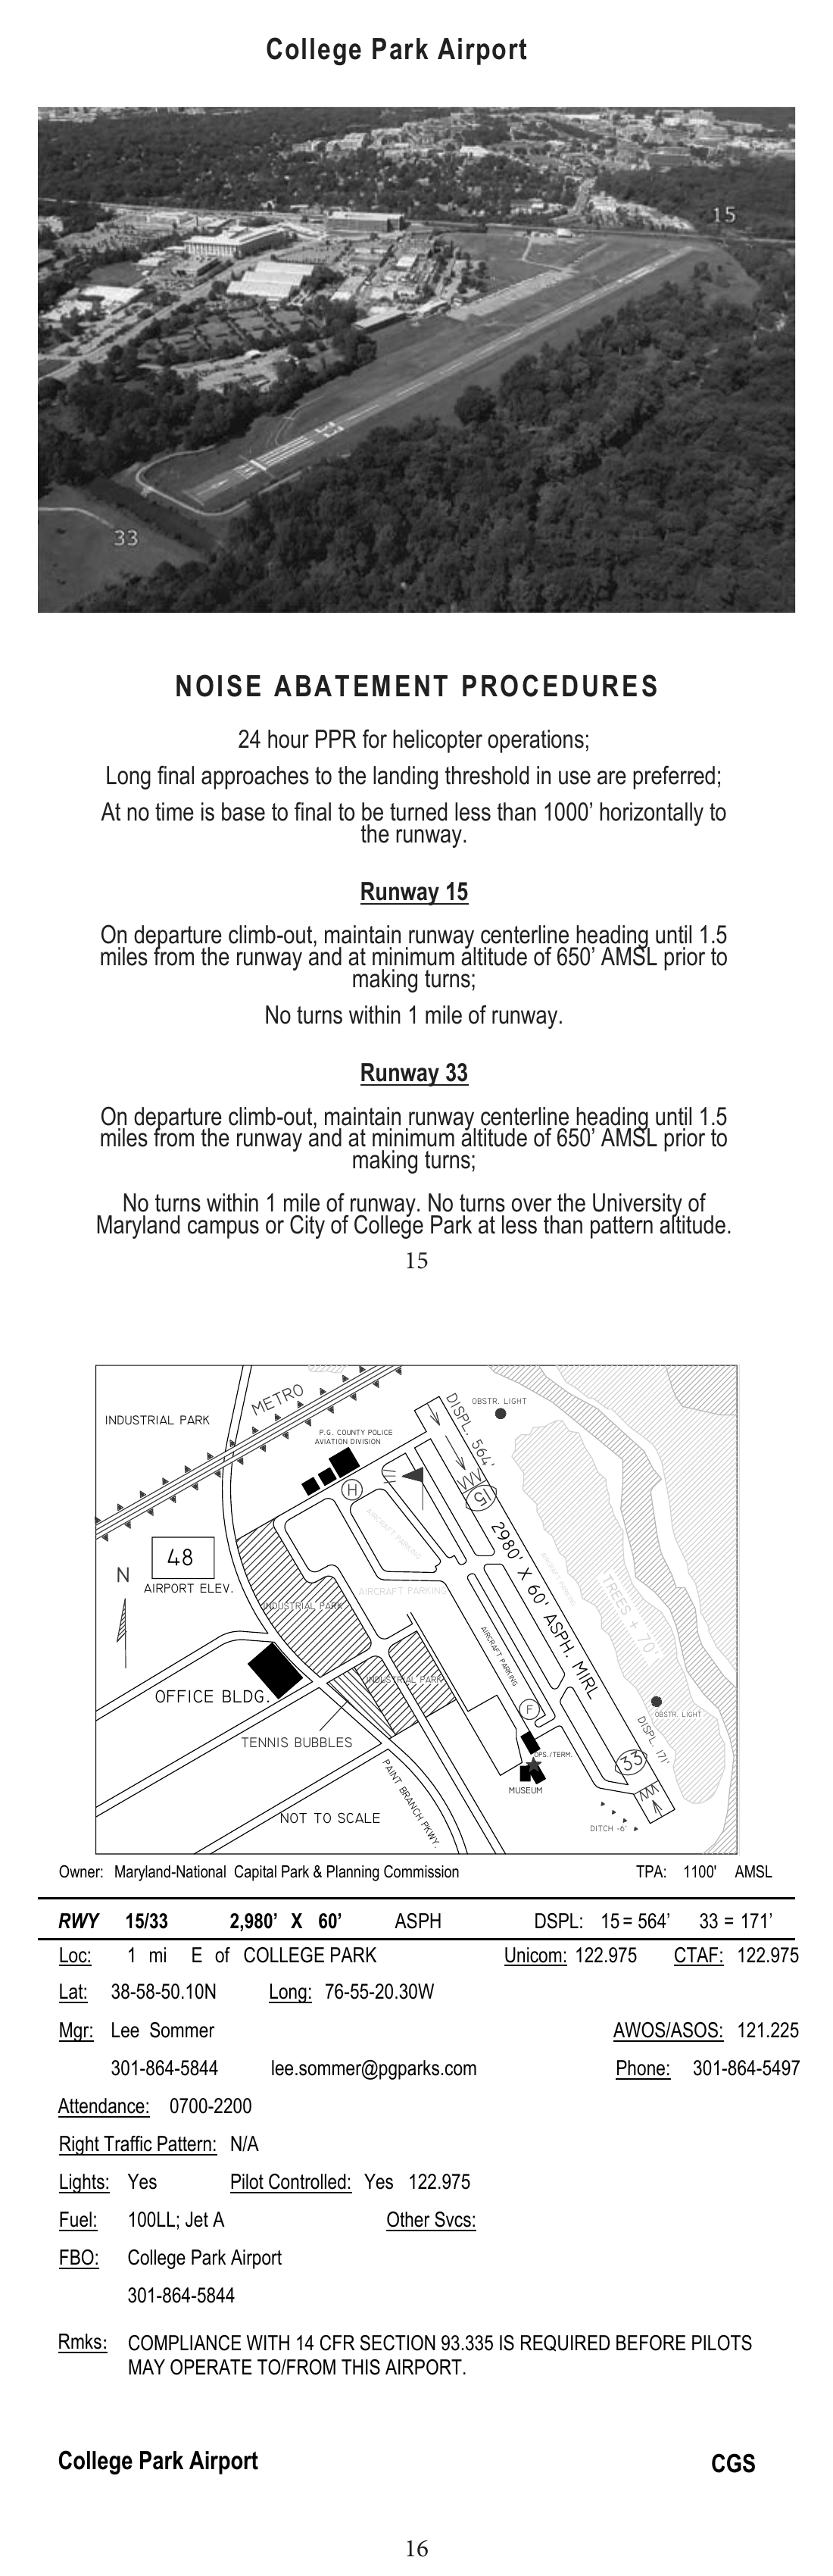 College Park Airport
15
33
NOISE ABATEMENT PROCEDURES
24 hour PPR for helicopter operations;
Long final approaches to the landing threshold in use are preferred;
At no time is base to final to be turned less than 1000’ horizontally to
the runway.
Runway 15
On departure climb-out, maintain runway centerline heading until 1.5
miles from the runway and at minimum altitude of 650’ AMSL prior to
making turns;
No turns within 1 mile of runway.
Runway 33
On departure climb-out, maintain runway centerline heading until 1.5
miles from the runway and at minimum altitude of 650’ AMSL prior to
making turns;
No turns within 1 mile of runway. No turns over the University of
Maryland campus or City of College Park at less than pattern altitude.
15
METRO
INDUSTRIAL PARK
OBSTR. LIGHT
DISPL. 564'
P.G. COUNTY POLICE
AVIATION DIVISION
H
15
AIRCRAFT PARKING
2980' X 60' ASPH. MIRL
48
AIRPORT ELEV.
N
AIRCRAFT PARKING
AIRCRAFT PARKING
TREES + 70'
INDUSTRIAL PARK
AIRCRAFT PARKING
INDUSTRIAL PARK
OFFICE BLDG.
F
OBSTR. LIGHT
DISPL. 171'
TENNIS BUBBLES
OPS./TERM.
33
MUSEUM
PAINT BRANCH PKWY.
NOT TO SCALE
DITCH -6'
Owner: Maryland-National Capital Park & Planning Commission TPA: 1100' AMSL
RWY 15/33 2,980’ X 60’ ASPH DSPL: 15 = 564’ 33 = 171’
Loc: 1 mi E of COLLEGE PARK Unicom: 122.975 CTAF: 122.975
Lat: 38-58-50.10N Long: 76-55-20.30W
Mgr: Lee Sommer AWOS/ASOS: 121.225
301-864-5844 lee.sommer@pgparks.com Phone: 301-864-5497
Attendance: 0700-2200
Right Traffic Pattern: N/A
Lights: Yes Pilot Controlled: Yes 122.975
Fuel: 100LL; Jet A Other Svcs:
FBO: College Park Airport
301-864-5844
Rmks: COMPLIANCE WITH 14 CFR SECTION 93.335 IS REQUIRED BEFORE PILOTS
MAY OPERATE TO/FROM THIS AIRPORT.
College Park Airport CGS
16